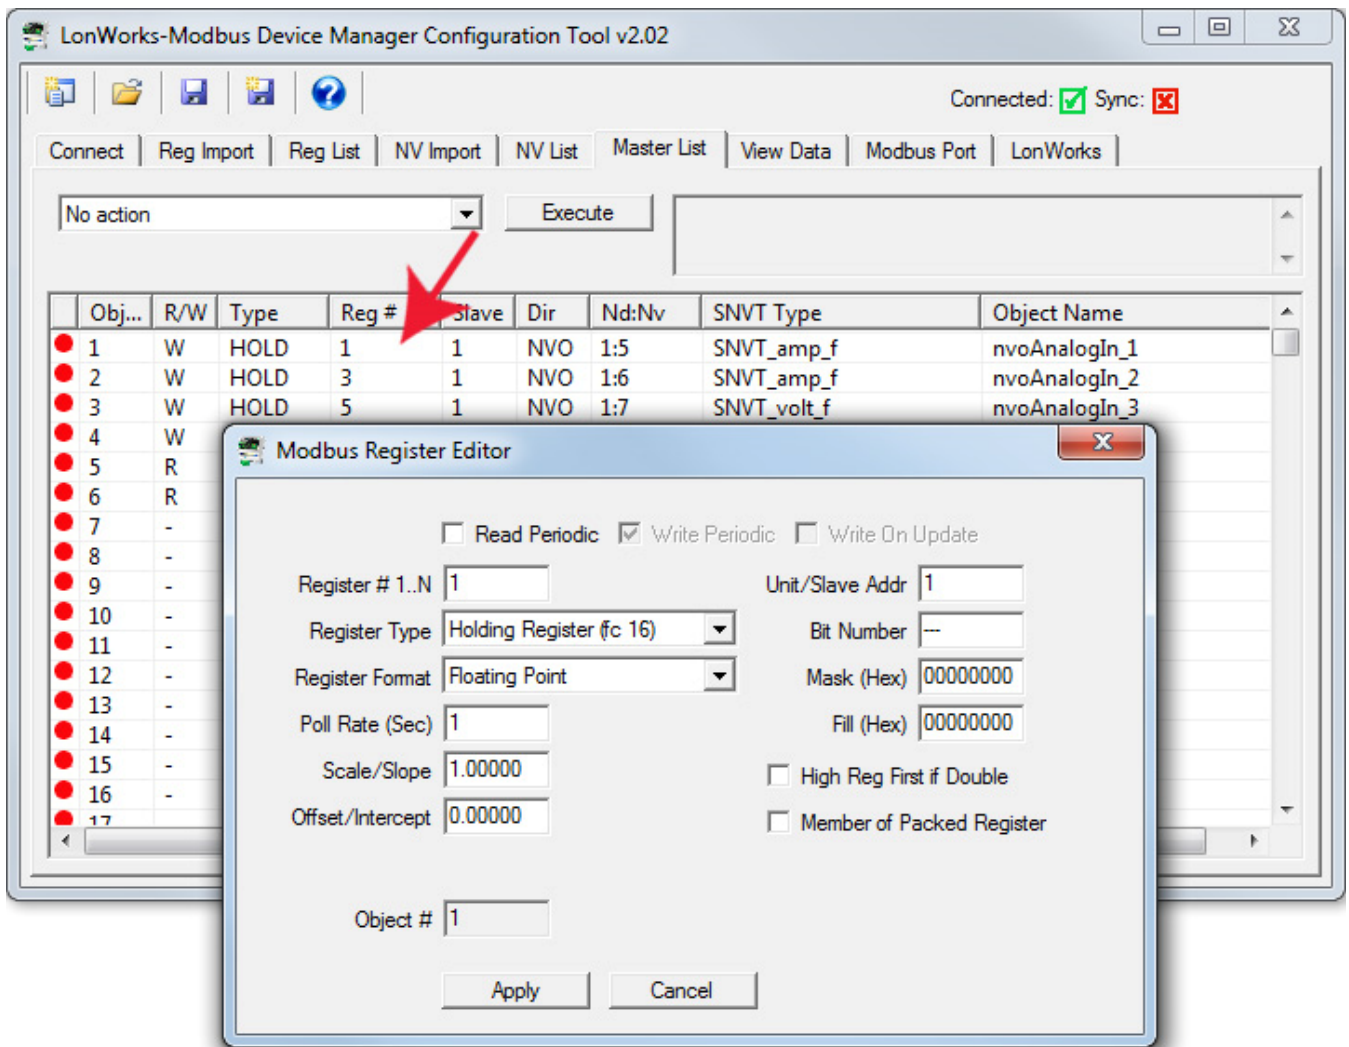 LonWorks-Modbus Device Manager Configuration Tool v2.02
Connected: Sync:
Connect Reg Import Reg List NV Import NV List Master List View Data Modbus Port LonWorks
No action Execute
Obj... R/W Type Reg # Slave Dir Nd:Nv SNVT Type Object Name
1 W HOLD 1 1 NVO 1:5 SNVT_amp_f nvoAnalogIn_1
2 W HOLD 3 1 NVO 1:6 SNVT_amp_f nvoAnalogIn_2
3 W HOLD 5 1 NVO 1:7 SNVT_volt_f nvoAnalogIn_3
4 W
5 R
6 R
7 -
8 -
9 -
10 -
11 -
12 -
13 -
14 -
15 -
16 -
17
Modbus Register Editor
Read Periodic Write Periodic Write On Update
Register # 1..N 1 Unit/Slave Addr 1
Register Type Holding Register (fc 16) Bit Number ---
Register Format Floating Point Mask (Hex) 00000000
Poll Rate (Sec) 1 Fill (Hex) 00000000
Scale/Slope 1.00000 High Reg First if Double
Offset/Intercept 0.00000 Member of Packed Register
Object # 1
Apply Cancel